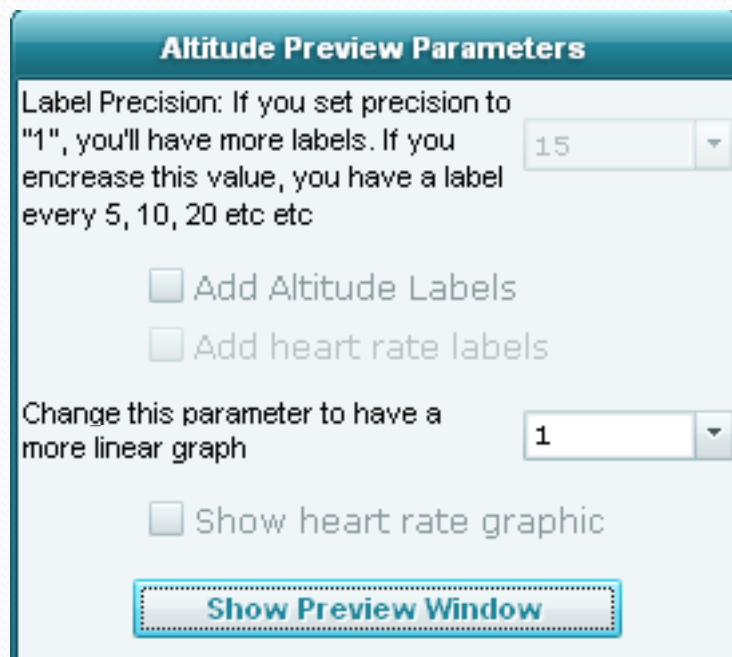 Altitude Preview Parameters
Label Precision: If you set precision to
"1", you'll have more labels. If you
encrease this value, you have a label
every 5, 10, 20 etc etc
15
Add Altitude Labels
Add heart rate labels
Change this parameter to have a
more linear graph
1
Show heart rate graphic
Show Preview Window